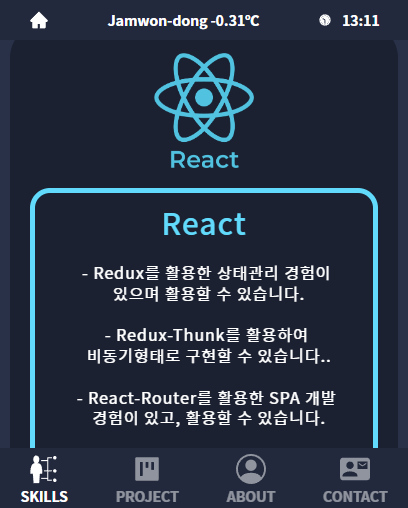 Jamwon-dong -0.31°C
13:11
React
React
- Redux를 활용한 상태관리 경험이
있으며 활용할 수 있습니다.
- Redux-Thunk를 활용하여
비동기형태로 구현할 수 있습니다..
- React-Router를 활용한 SPA 개발
경험이 있고, 활용할 수 있습니다.
SKILLS
PROJECT
ABOUT
CONTACT